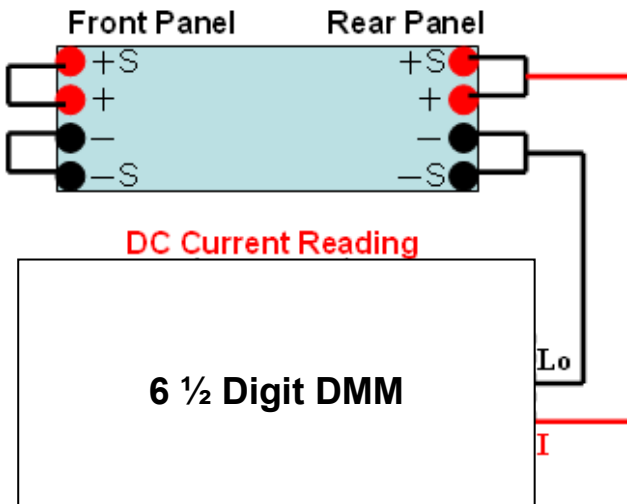 Front Panel Rear Panel
+S +S
+ +
− −
−S −S
DC Current Reading
Lo
6 ½ Digit DMM
I